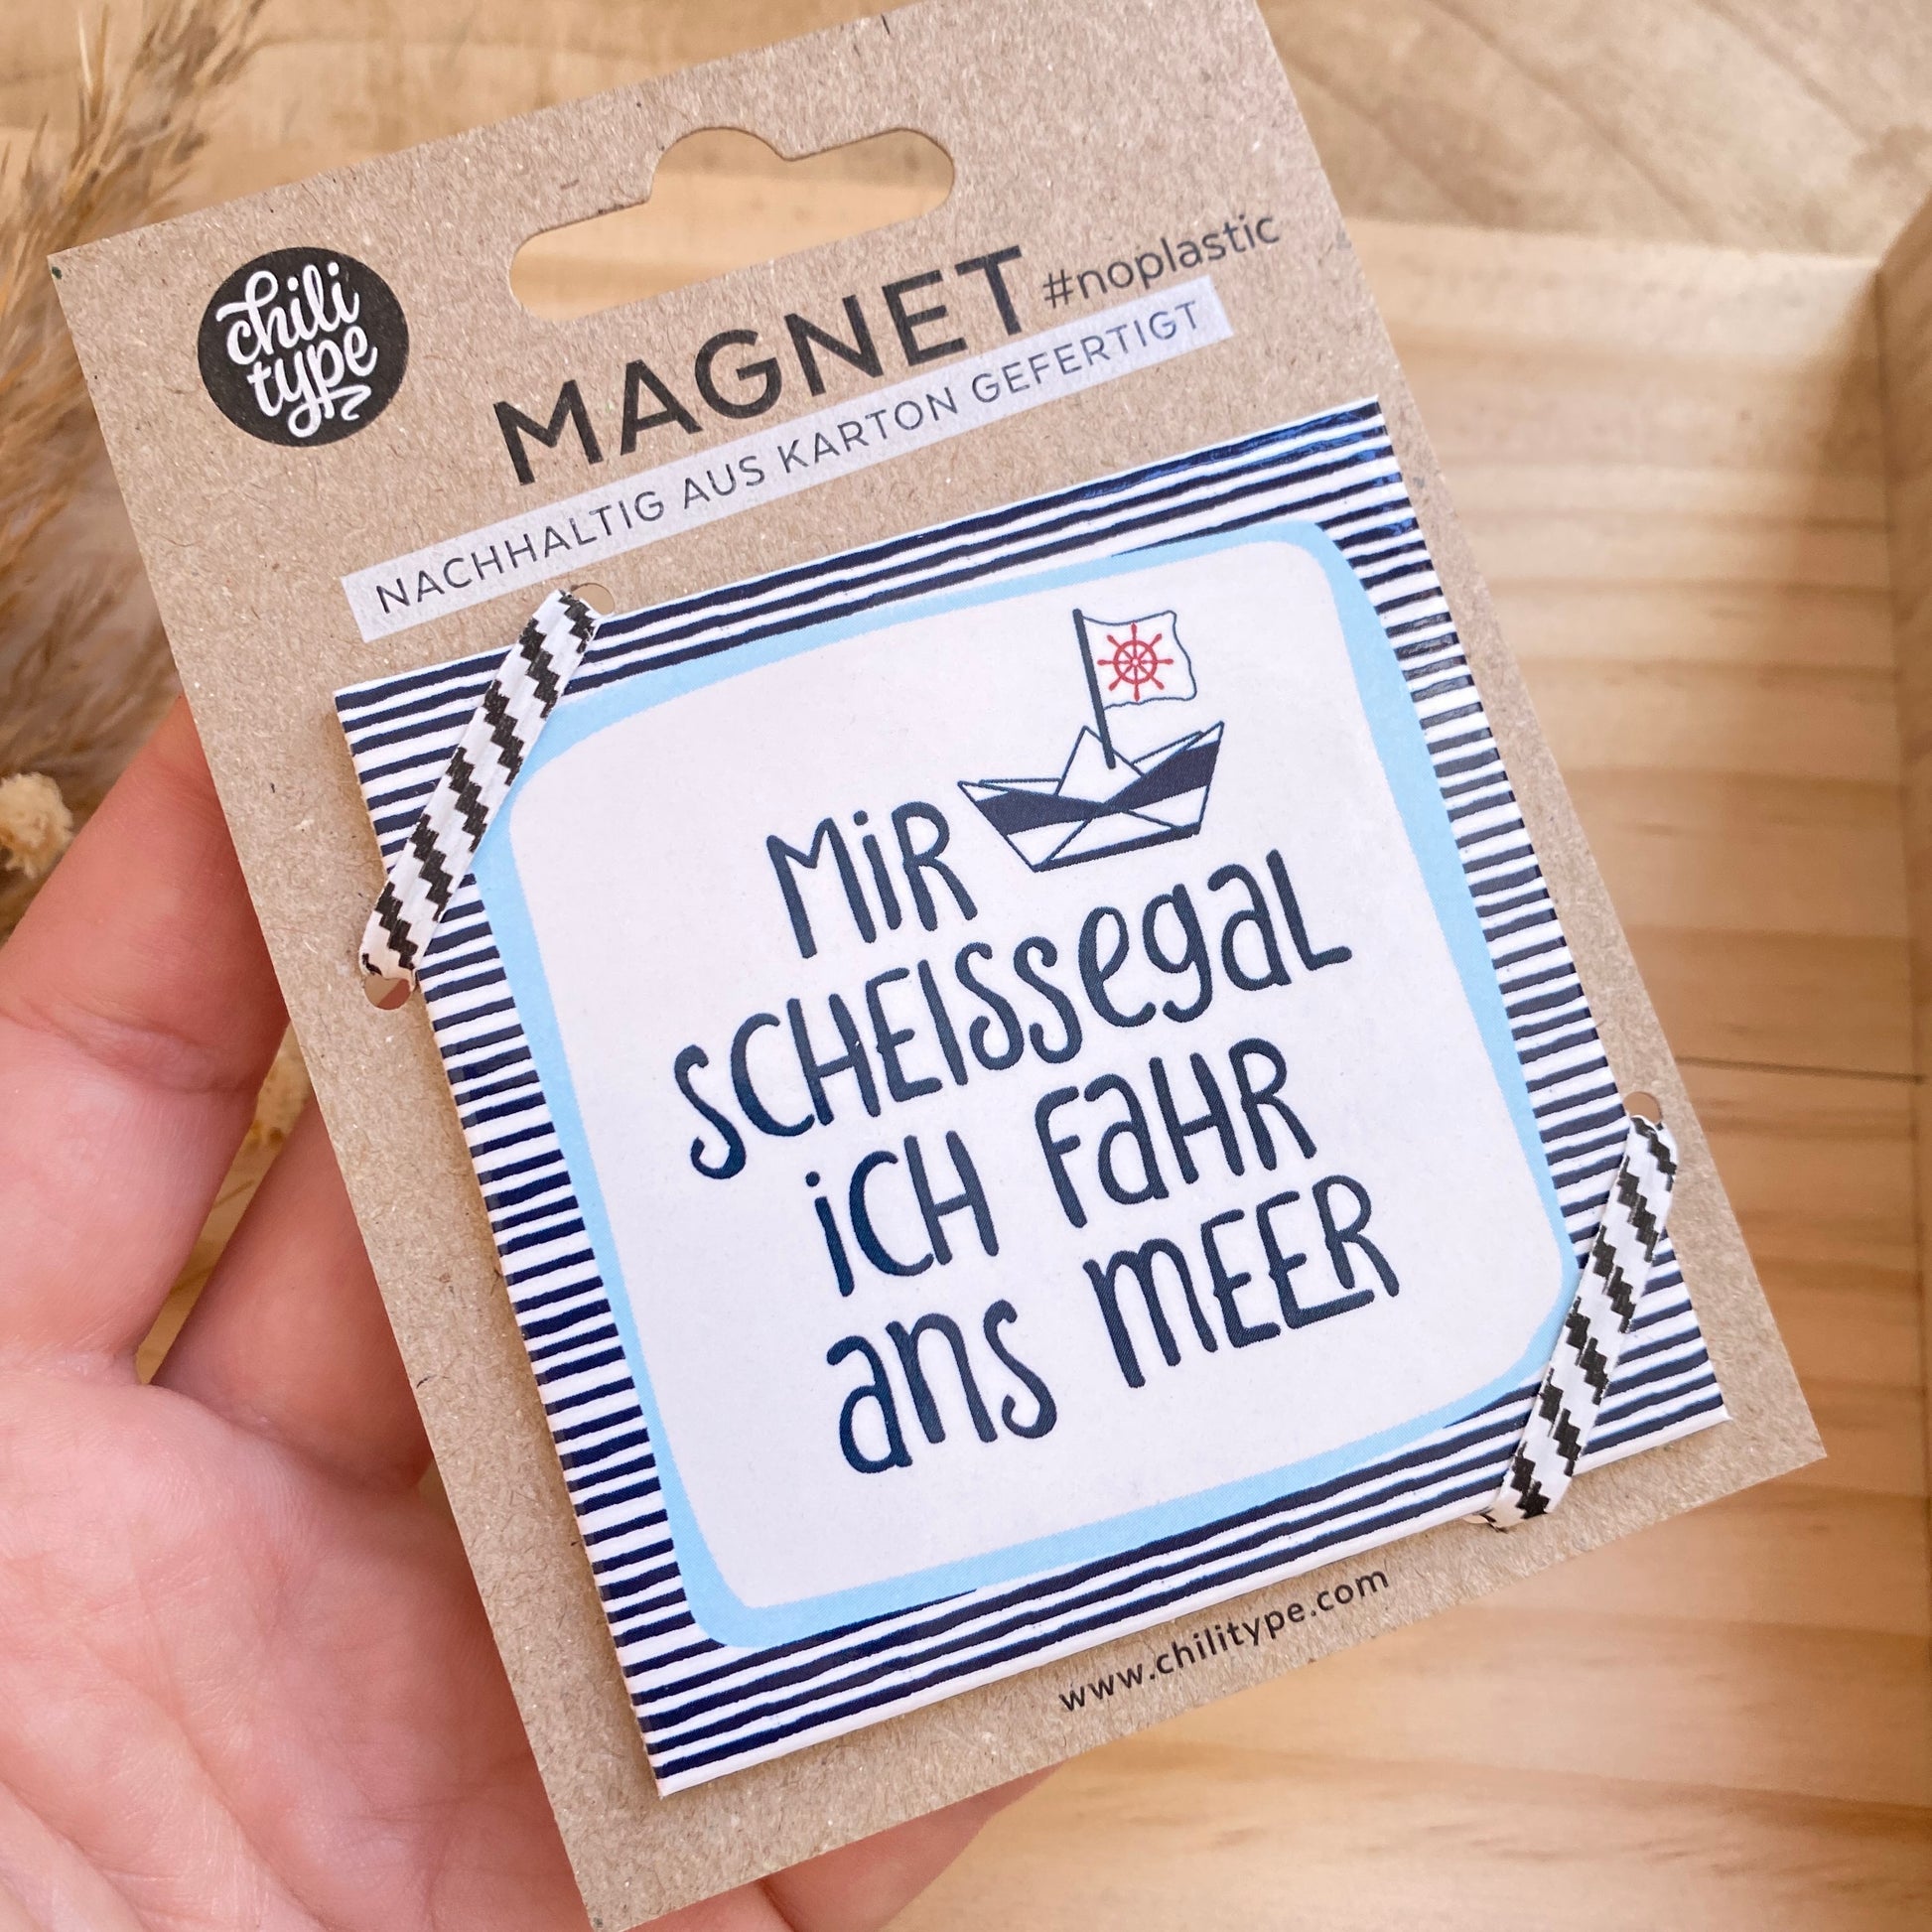 chili
type
MAGNET #noplastic
NACHHALTIG AUS KARTON GEFERTIGT
MiR
SCHEISSegaL
iCH FaHR
ans MEER
www.chilitype.com